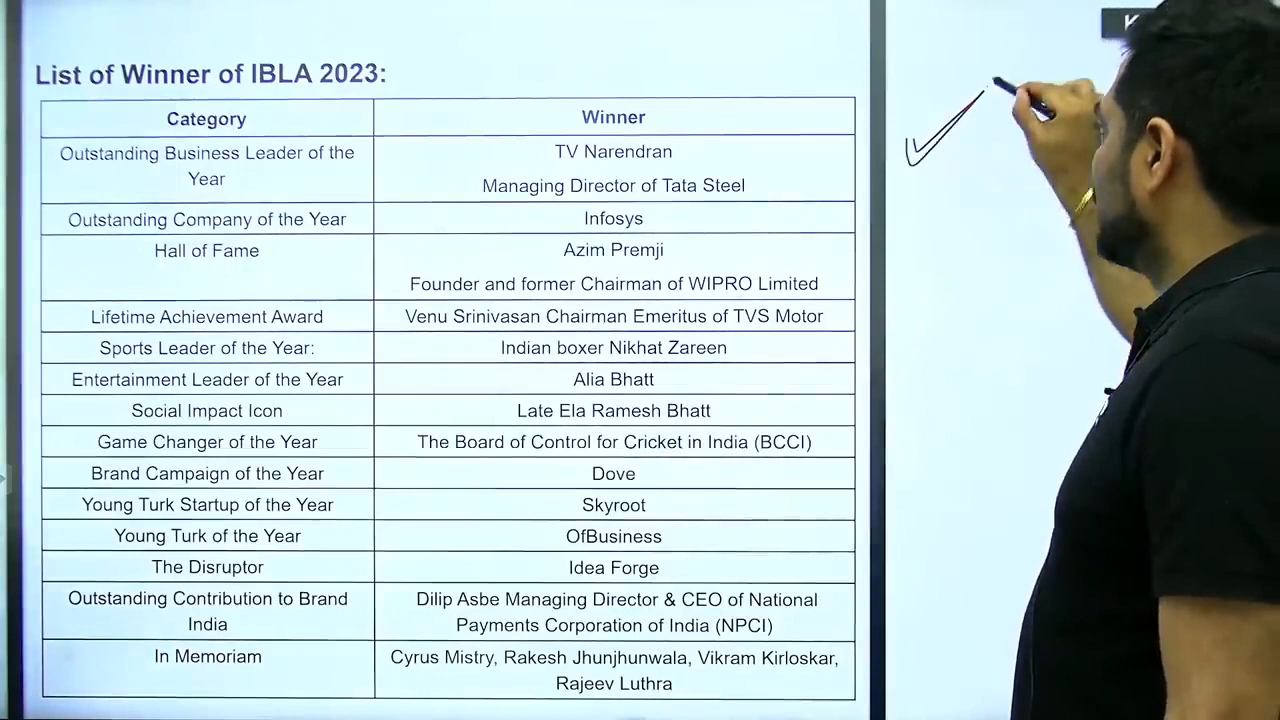 K
List of Winner of IBLA 2023:
Category
Winner
Outstanding Business Leader of the
Year
TV Narendran
Managing Director of Tata Steel
Outstanding Company of the Year
Infosys
Hall of Fame
Azim Premji
Founder and former Chairman of WIPRO Limited
Lifetime Achievement Award
Venu Srinivasan Chairman Emeritus of TVS Motor
Sports Leader of the Year:
Indian boxer Nikhat Zareen
Entertainment Leader of the Year
Alia Bhatt
Social Impact Icon
Late Ela Ramesh Bhatt
Game Changer of the Year
The Board of Control for Cricket in India (BCCI)
Brand Campaign of the Year
Dove
Young Turk Startup of the Year
Skyroot
Young Turk of the Year
OfBusiness
The Disruptor
Idea Forge
Outstanding Contribution to Brand
India
Dilip Asbe Managing Director & CEO of National
Payments Corporation of India (NPCI)
In Memoriam
Cyrus Mistry, Rakesh Jhunjhunwala, Vikram Kirloskar,
Rajeev Luthra